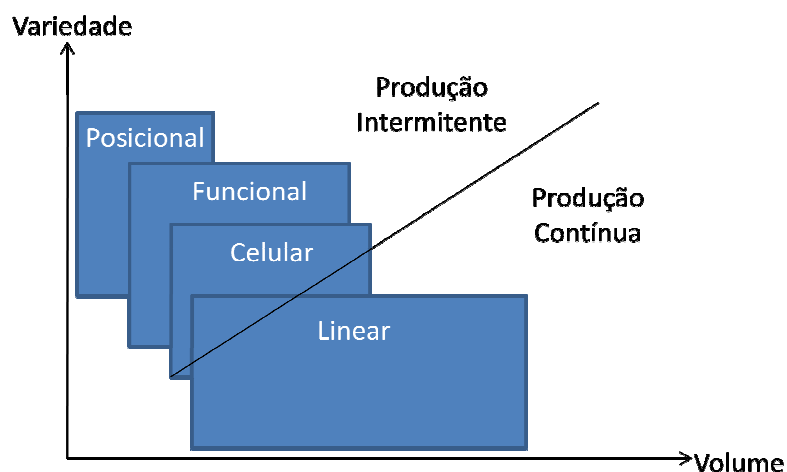 Variedade
Produção
Intermitente
Posicional
Funcional
Produção
Contínua
Celular
Linear
Volume